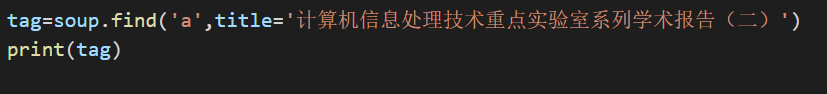 tag=soup.find('a',title='计算机信息处理技术重点实验室系列学术报告（二）')
print(tag)